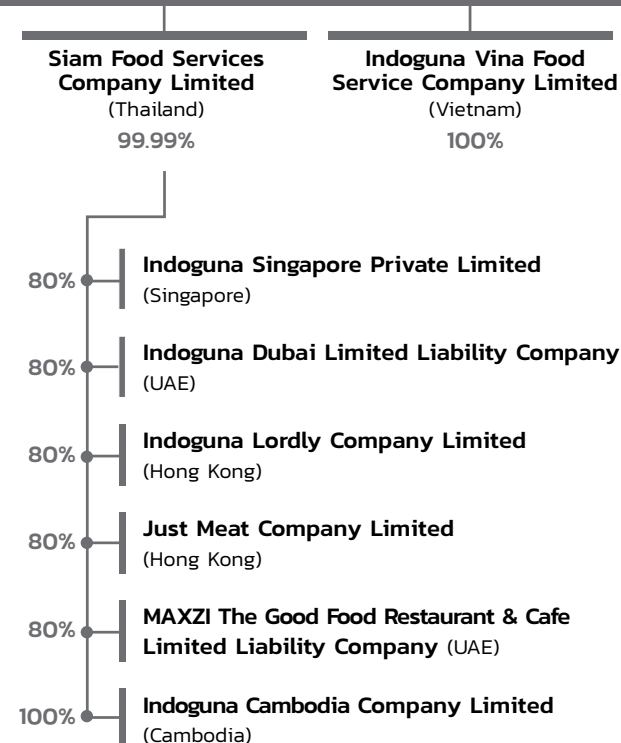 Siam Food Services
Company Limited
(Thailand)
99.99%
Indoguna Vina Food
Service Company Limited
(Vietnam)
100%
80%
Indoguna Singapore Private Limited
(Singapore)
80%
Indoguna Dubai Limited Liability Company
(UAE)
80%
Indoguna Lordly Company Limited
(Hong Kong)
80%
Just Meat Company Limited
(Hong Kong)
80%
MAXZI The Good Food Restaurant & Cafe
Limited Liability Company (UAE)
100%
Indoguna Cambodia Company Limited
(Cambodia)